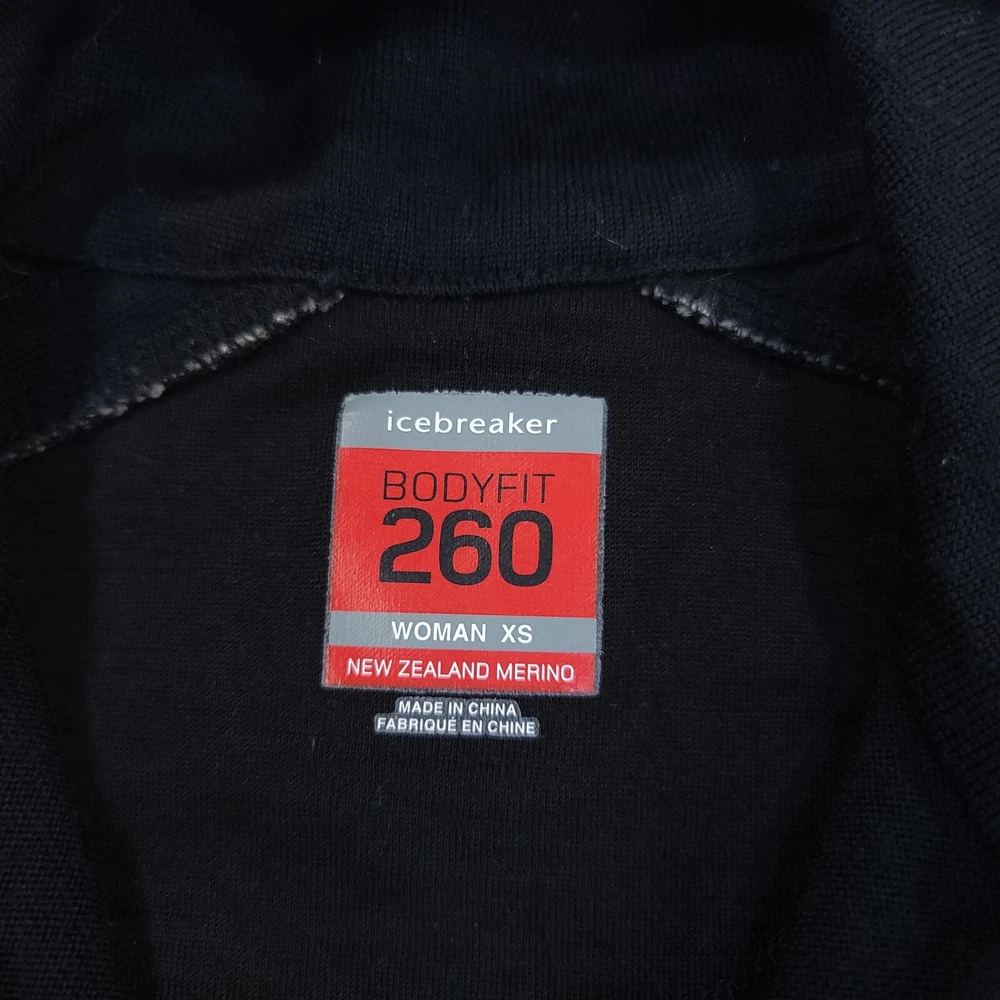 icebreaker
BODYFIT
260
WOMAN XS
NEW ZEALAND MERINO
MADE IN CHINA
FABRIQUÉ EN CHINE